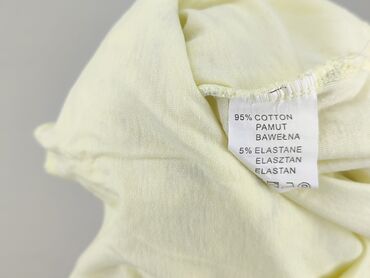 95% COTTON
PAMUT
BAWEŁNA
5% ELASTANE
ELASZTAN
ELASTAN